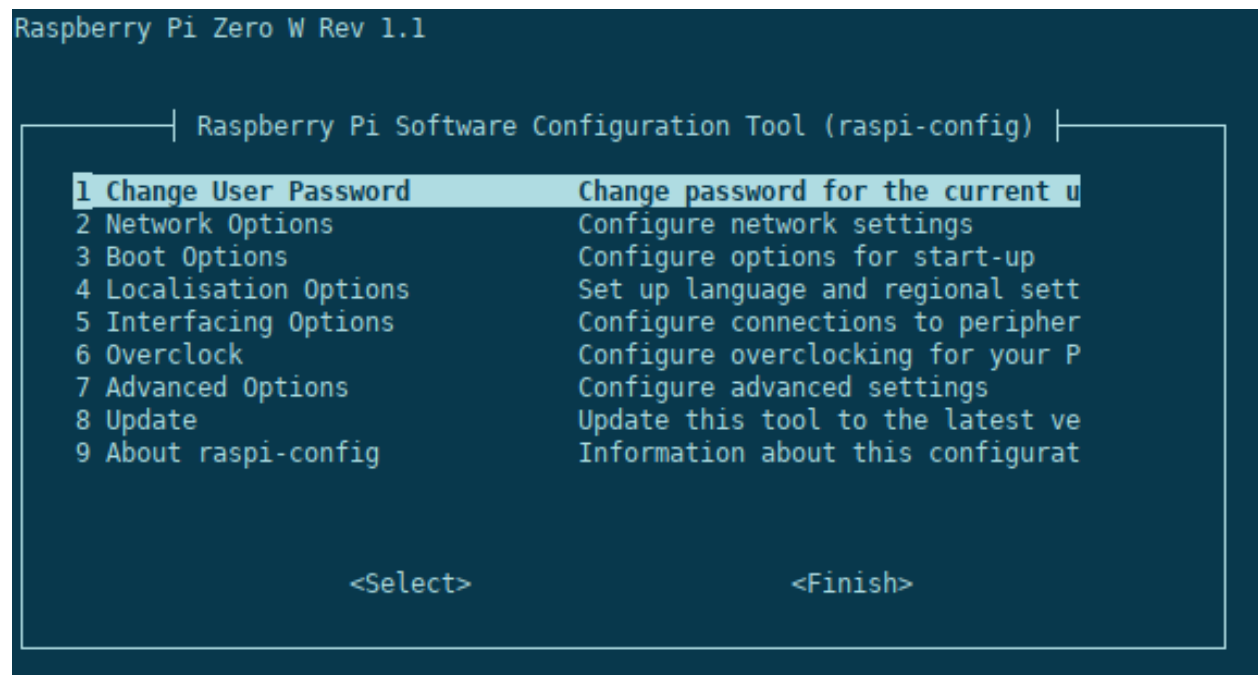 Raspberry Pi Zero W Rev 1.1
Raspberry Pi Software Configuration Tool (raspi-config)
1 Change User Password Change password for the current u
2 Network Options Configure network settings
3 Boot Options Configure options for start-up
4 Localisation Options Set up language and regional sett
5 Interfacing Options Configure connections to peripher
6 Overclock Configure overclocking for your P
7 Advanced Options Configure advanced settings
8 Update Update this tool to the latest ve
9 About raspi-config Information about this configurat
<Select> <Finish>